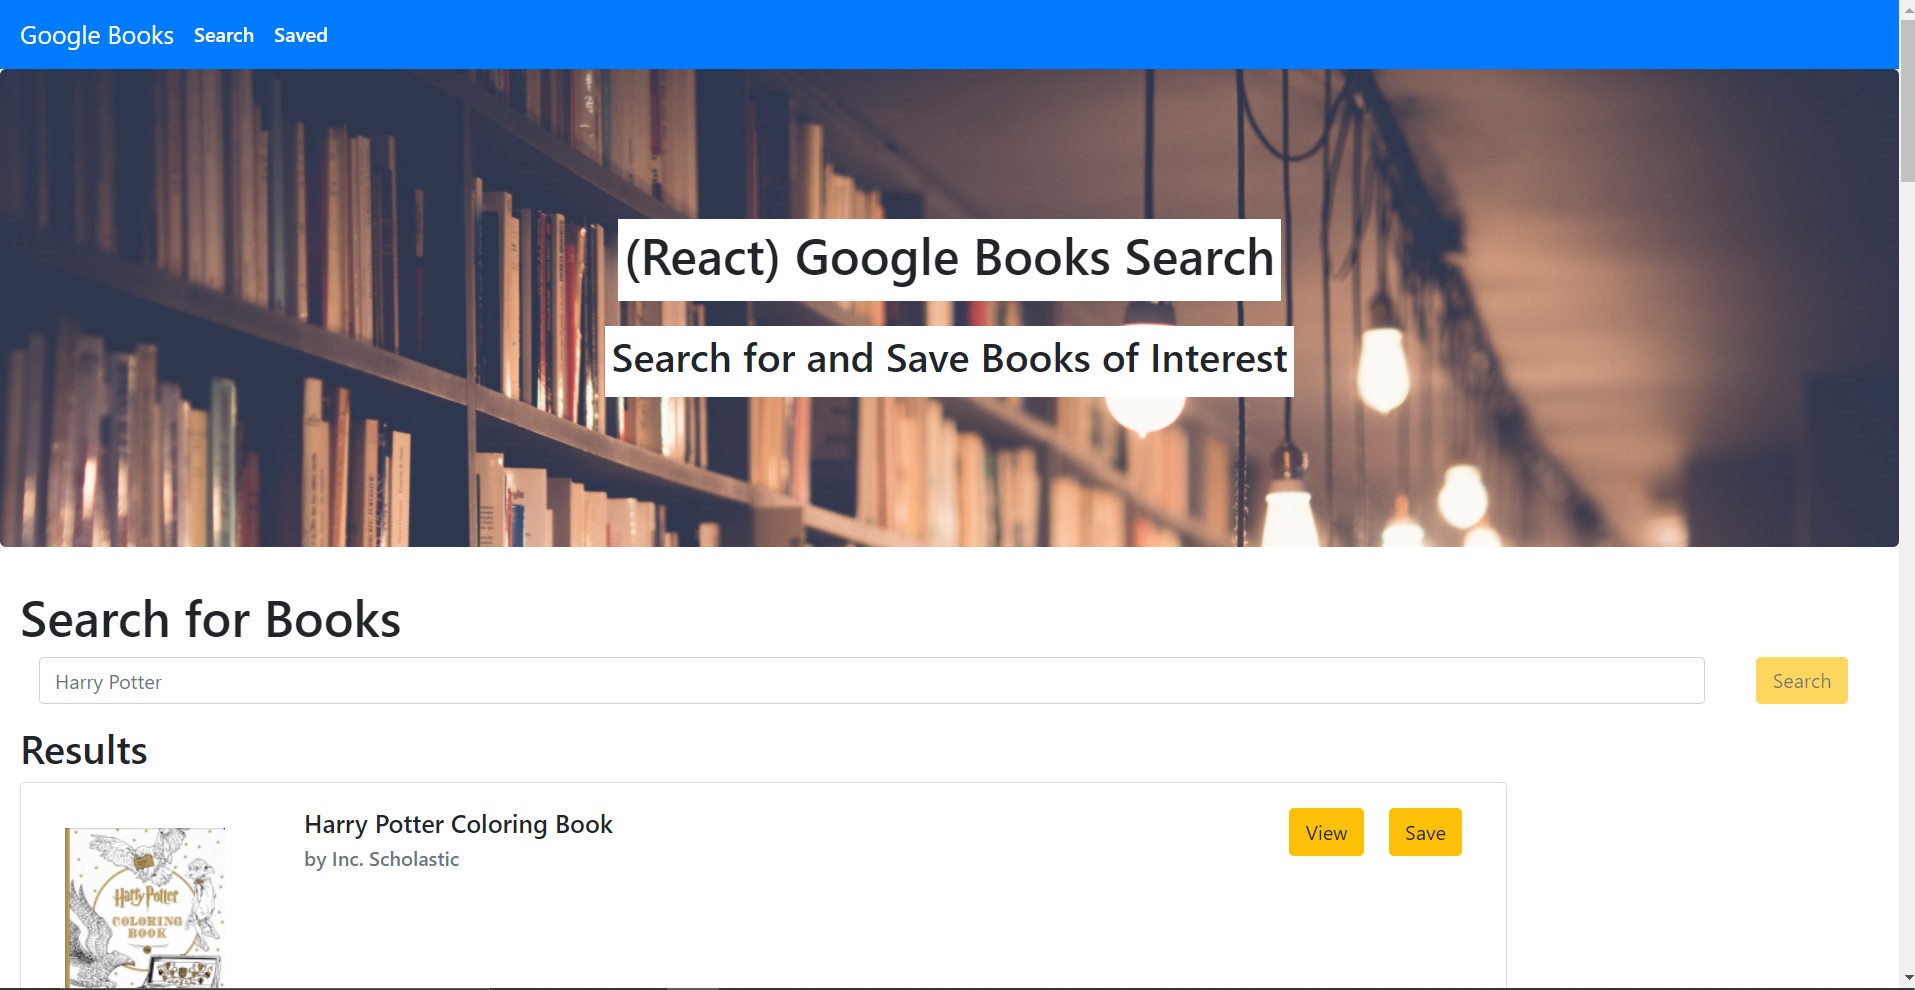 Google Books Search Saved
(React) Google Books Search
Search for and Save Books of Interest
Search for Books
Harry Potter
Search
Results
Harry Potter Coloring Book
by Inc. Scholastic
View Save
Harry Potter
COLORING
BOOK